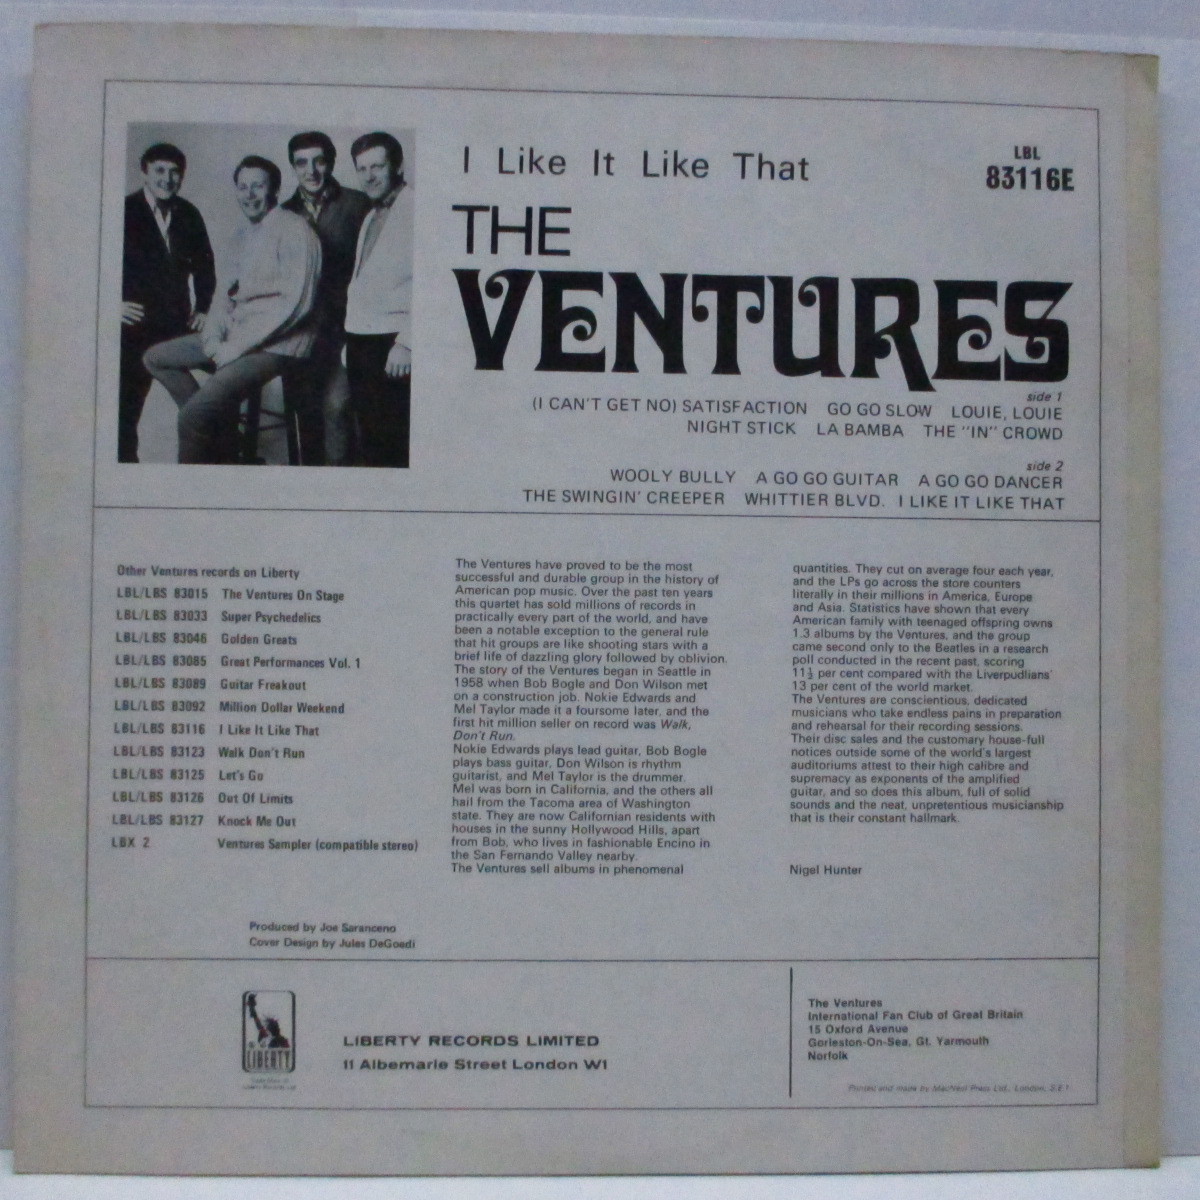 I Like It Like That
LBL
83116E
THE
VENTURES
side 1
(I CAN'T GET NO) SATISFACTION GO GO SLOW LOUIE, LOUIE
NIGHT STICK LA BAMBA THE "IN" CROWD
side 2
WOOLY BULLY A GO GO GUITAR A GO GO DANCER
THE SWINGIN' CREEPER WHITTIER BLVD. I LIKE IT LIKE THAT
Other Ventures records on Liberty
LBL/LBS 83015 The Ventures On Stage
LBL/LBS 83033 Super Psychedelics
LBL/LBS 83046 Golden Greats
LBL/LBS 83085 Great Performances Vol. 1
LBL/LBS 83089 Guitar Freakout
LBL/LBS 83092 Million Dollar Weekend
LBL/LBS 83116 I Like It Like That
LBL/LBS 83123 Walk Don't Run
LBL/LBS 83125 Let's Go
LBL/LBS 83126 Out Of Limits
LBL/LBS 83127 Knock Me Out
LBX 2 Ventures Sampler (compatible stereo)
Produced by Joe Saranceno
Cover Design by Jules DeGoedi
The Ventures have proved to be the most
successful and durable group in the history of
American pop music. Over the past ten years
this quartet has sold millions of records in
practically every part of the world, and have
been a notable exception to the general rule
that hit groups are like shooting stars with a
brief life of dazzling glory followed by oblivion.
The story of the Ventures began in Seattle in
1958 when Bob Bogle and Don Wilson met
on a construction job. Nokie Edwards and
Mel Taylor made it a foursome later, and the
first hit million seller on record was Walk,
Don't Run.
Nokie Edwards plays lead guitar, Bob Bogle
plays bass guitar, Don Wilson is rhythm
guitarist, and Mel Taylor is the drummer.
Mel was born in California, and the others all
hail from the Tacoma area of Washington
state. They are now Californian residents with
houses in the sunny Hollywood Hills, apart
from Bob, who lives in fashionable Encino in
the San Fernando Valley nearby.
The Ventures sell albums in phenomenal
quantities. They cut on average four each year,
and the LPs go across the store counters
literally in their millions in America, Europe
and Asia. Statistics have shown that every
American family with teenaged offspring owns
1.3 albums by the Ventures, and the group
came second only to the Beatles in a research
poll conducted in the recent past, scoring
11½ per cent compared with the Liverpudlians'
13 per cent of the world market.
The Ventures are conscientious, dedicated
musicians who take endless pains in preparation
and rehearsal for their recording sessions.
Their disc sales and the customary house-full
notices outside some of the world's largest
auditoriums attest to their high calibre and
supremacy as exponents of the amplified
guitar, and so does this album, full of solid
sounds and the neat, unpretentious musicianship
that is their constant hallmark.
Nigel Hunter
LIBERTY
LIBERTY RECORDS LIMITED
11 Albemarle Street London W1
The Ventures
International Fan Club of Great Britain
15 Oxford Avenue
Gorleston-On-Sea, Gt. Yarmouth
Norfolk
Printed and made by MacNeill Press Ltd., London, S.E.1